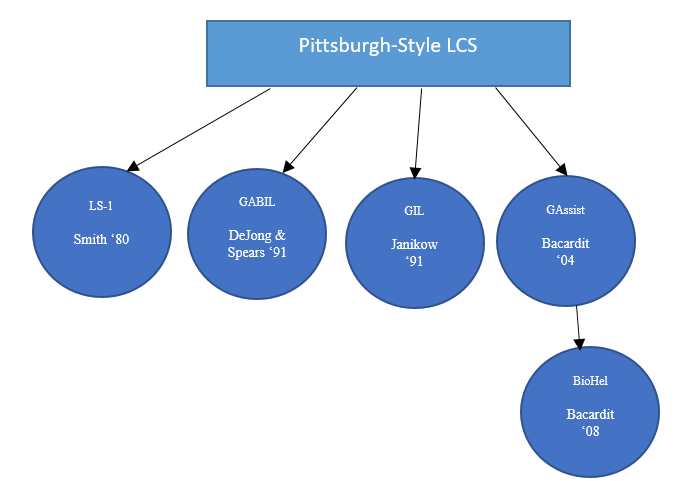 Pittsburgh-Style LCS
LS-1
Smith ‘80
GABIL
DeJong &
Spears ‘91
GIL
Janikow
‘91
GAssist
Bacardit
‘04
BioHel
Bacardit
‘08